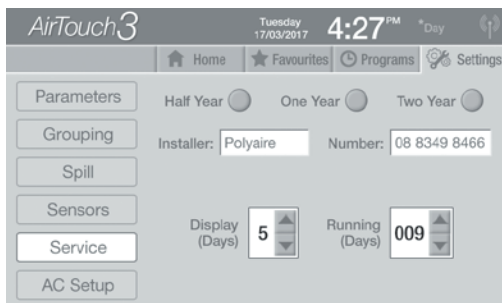 AirTouch3
Tuesday
17/03/2017
4:27PM
*Day
Home
Favourites
Programs
Settings
Parameters
Grouping
Spill
Sensors
Service
AC Setup
Half Year
One Year
Two Year
Installer: Polyaire
Number: 08 8349 8466
Display
(Days)
5
Running
(Days)
009